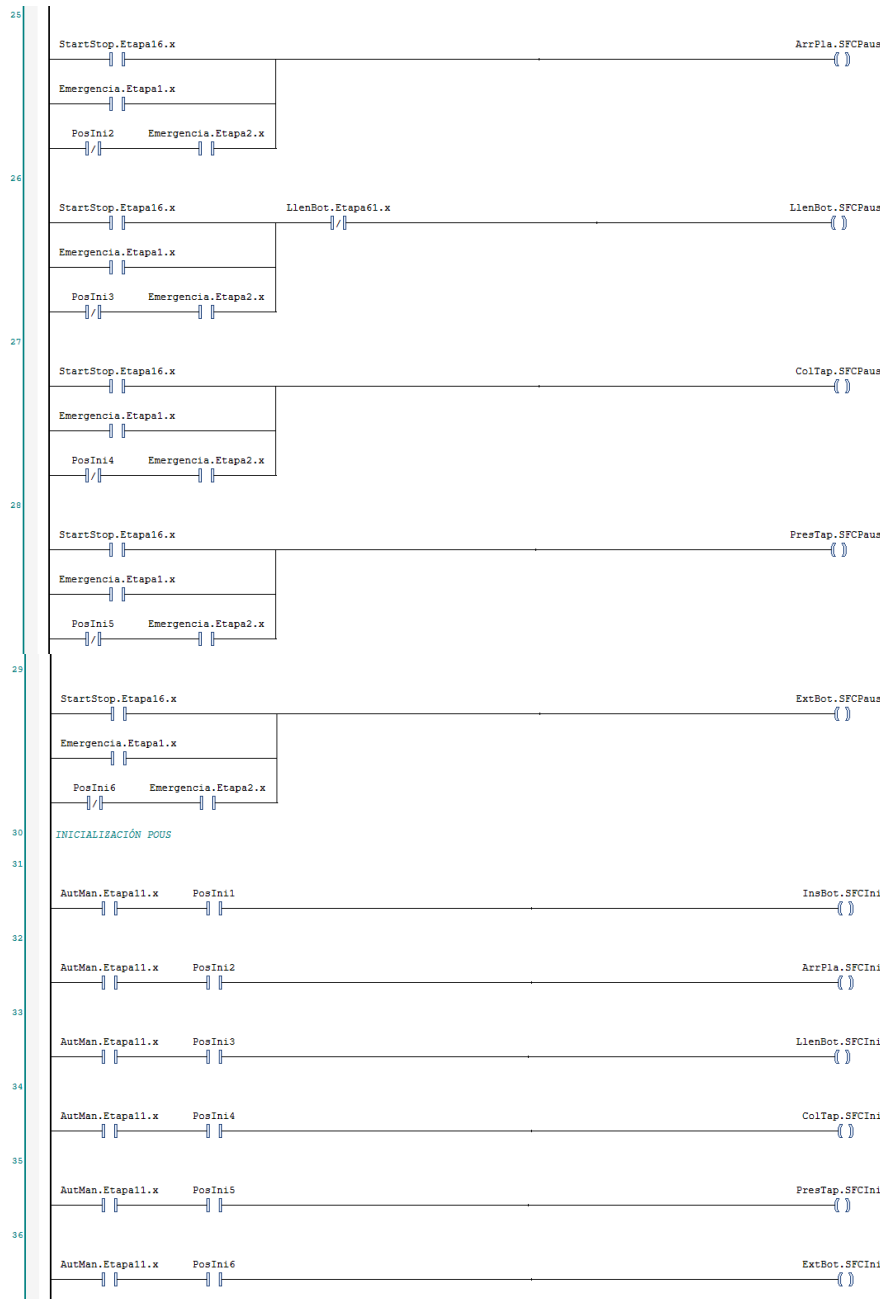 25
StartStop.Etapa16.x ArrPla.SFCPaus
Emergencia.Etapa1.x
PosIni2 Emergencia.Etapa2.x
26
StartStop.Etapa16.x LlenBot.Etapa61.x LlenBot.SFCPaus
Emergencia.Etapa1.x
PosIni3 Emergencia.Etapa2.x
27
StartStop.Etapa16.x ColTap.SFCPaus
Emergencia.Etapa1.x
PosIni4 Emergencia.Etapa2.x
28
StartStop.Etapa16.x PresTap.SFCPaus
Emergencia.Etapa1.x
PosIni5 Emergencia.Etapa2.x
29
StartStop.Etapa16.x ExtBot.SFCPaus
Emergencia.Etapa1.x
PosIni6 Emergencia.Etapa2.x
30 INICIALIZACIÓN POUS
31
AutMan.Etapa11.x PosIni1 InsBot.SFCIni
32
AutMan.Etapa11.x PosIni2 ArrPla.SFCIni
33
AutMan.Etapa11.x PosIni3 LlenBot.SFCIni
34
AutMan.Etapa11.x PosIni4 ColTap.SFCIni
35
AutMan.Etapa11.x PosIni5 PresTap.SFCIni
36
AutMan.Etapa11.x PosIni6 ExtBot.SFCIni